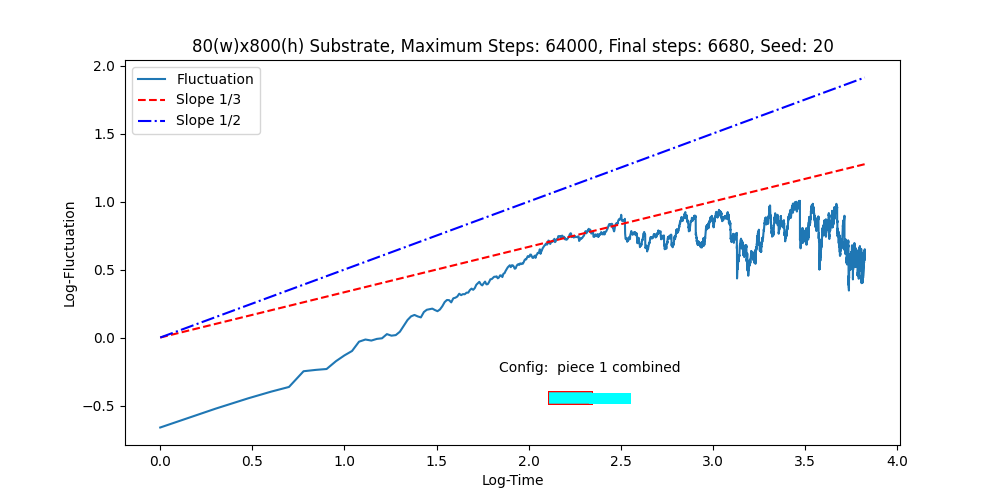 80(w)x800(h) Substrate, Maximum Steps: 64000, Final steps: 6680, Seed: 20
Fluctuation
Slope 1/3
Slope 1/2
2.0
1.5
1.0
0.5
0.0
−0.5
Log-Fluctuation
Config:  piece 1 combined
0.0 0.5 1.0 1.5 2.0 2.5 3.0 3.5 4.0
Log-Time